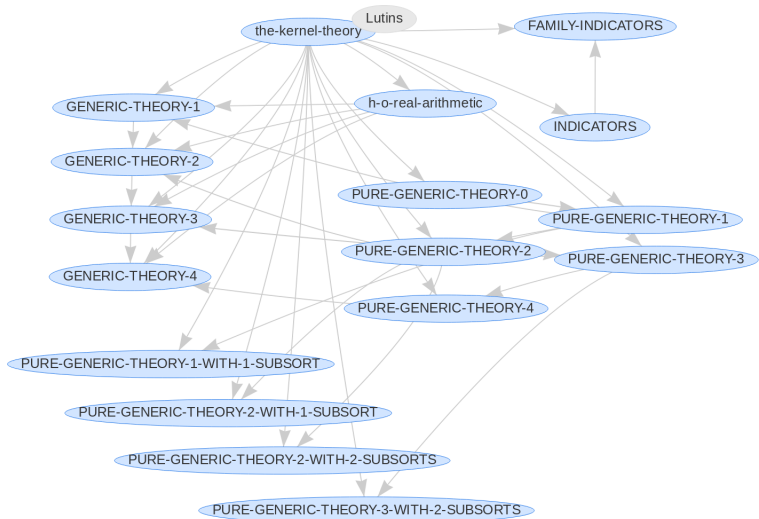 Lutins
the-kernel-theory
FAMILY-INDICATORS
h-o-real-arithmetic
GENERIC-THEORY-1
INDICATORS
GENERIC-THEORY-2
PURE-GENERIC-THEORY-0
GENERIC-THEORY-3
PURE-GENERIC-THEORY-1
PURE-GENERIC-THEORY-2
PURE-GENERIC-THEORY-3
GENERIC-THEORY-4
PURE-GENERIC-THEORY-4
PURE-GENERIC-THEORY-1-WITH-1-SUBSORT
PURE-GENERIC-THEORY-2-WITH-1-SUBSORT
PURE-GENERIC-THEORY-2-WITH-2-SUBSORTS
PURE-GENERIC-THEORY-3-WITH-2-SUBSORTS